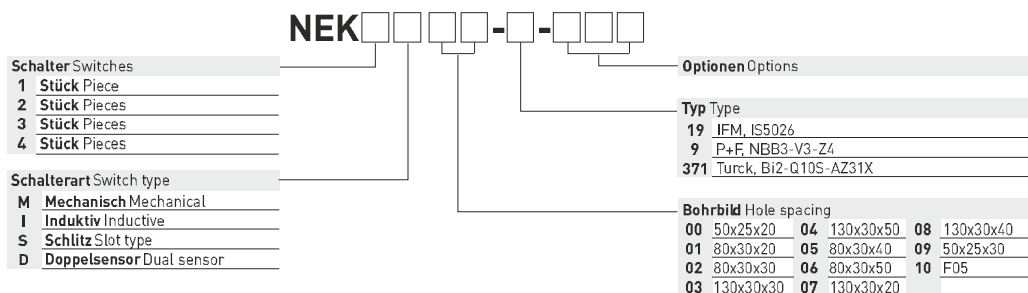 NEK - -
Schalter Switches
1 Stück Piece
2 Stück Pieces
3 Stück Pieces
4 Stück Pieces
Schalterart Switch type
M Mechanisch Mechanical
I Induktiv Inductive
S Schlitz Slot type
D Doppelsensor Dual sensor
Optionen Options
Typ Type
19 IFM, IS5026
9 P+F, NBB3-V3-Z4
371 Turck, Bi2-Q10S-AZ31X
Bohrbild Hole spacing
00 50x25x20 04 130x30x50 08 130x30x40
01 80x30x20 05 80x30x40 09 50x25x30
02 80x30x30 06 80x30x50 10 F05
03 130x30x30 07 130x30x20